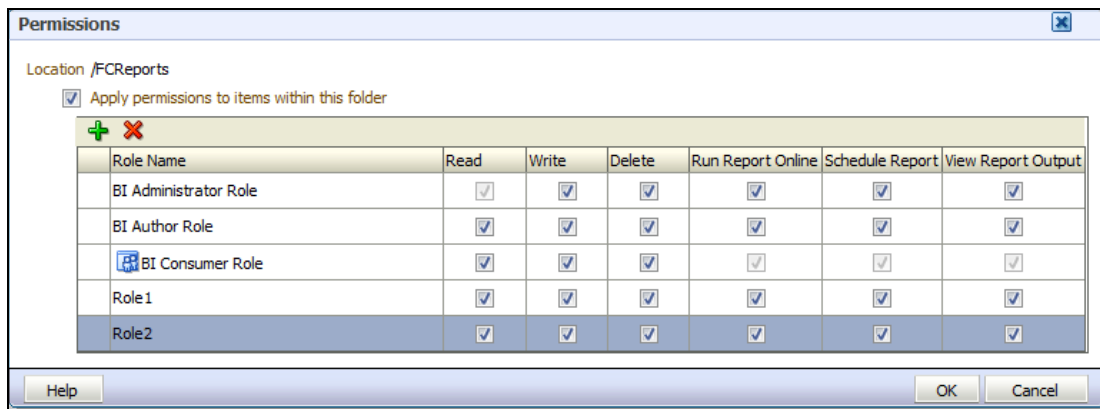 Permissions
Location /FCReports
Apply permissions to items within this folder
Role Name Read Write Delete Run Report Online Schedule Report View Report Output
BI Administrator Role
BI Author Role
BI Consumer Role
Role1
Role2
Help OK Cancel